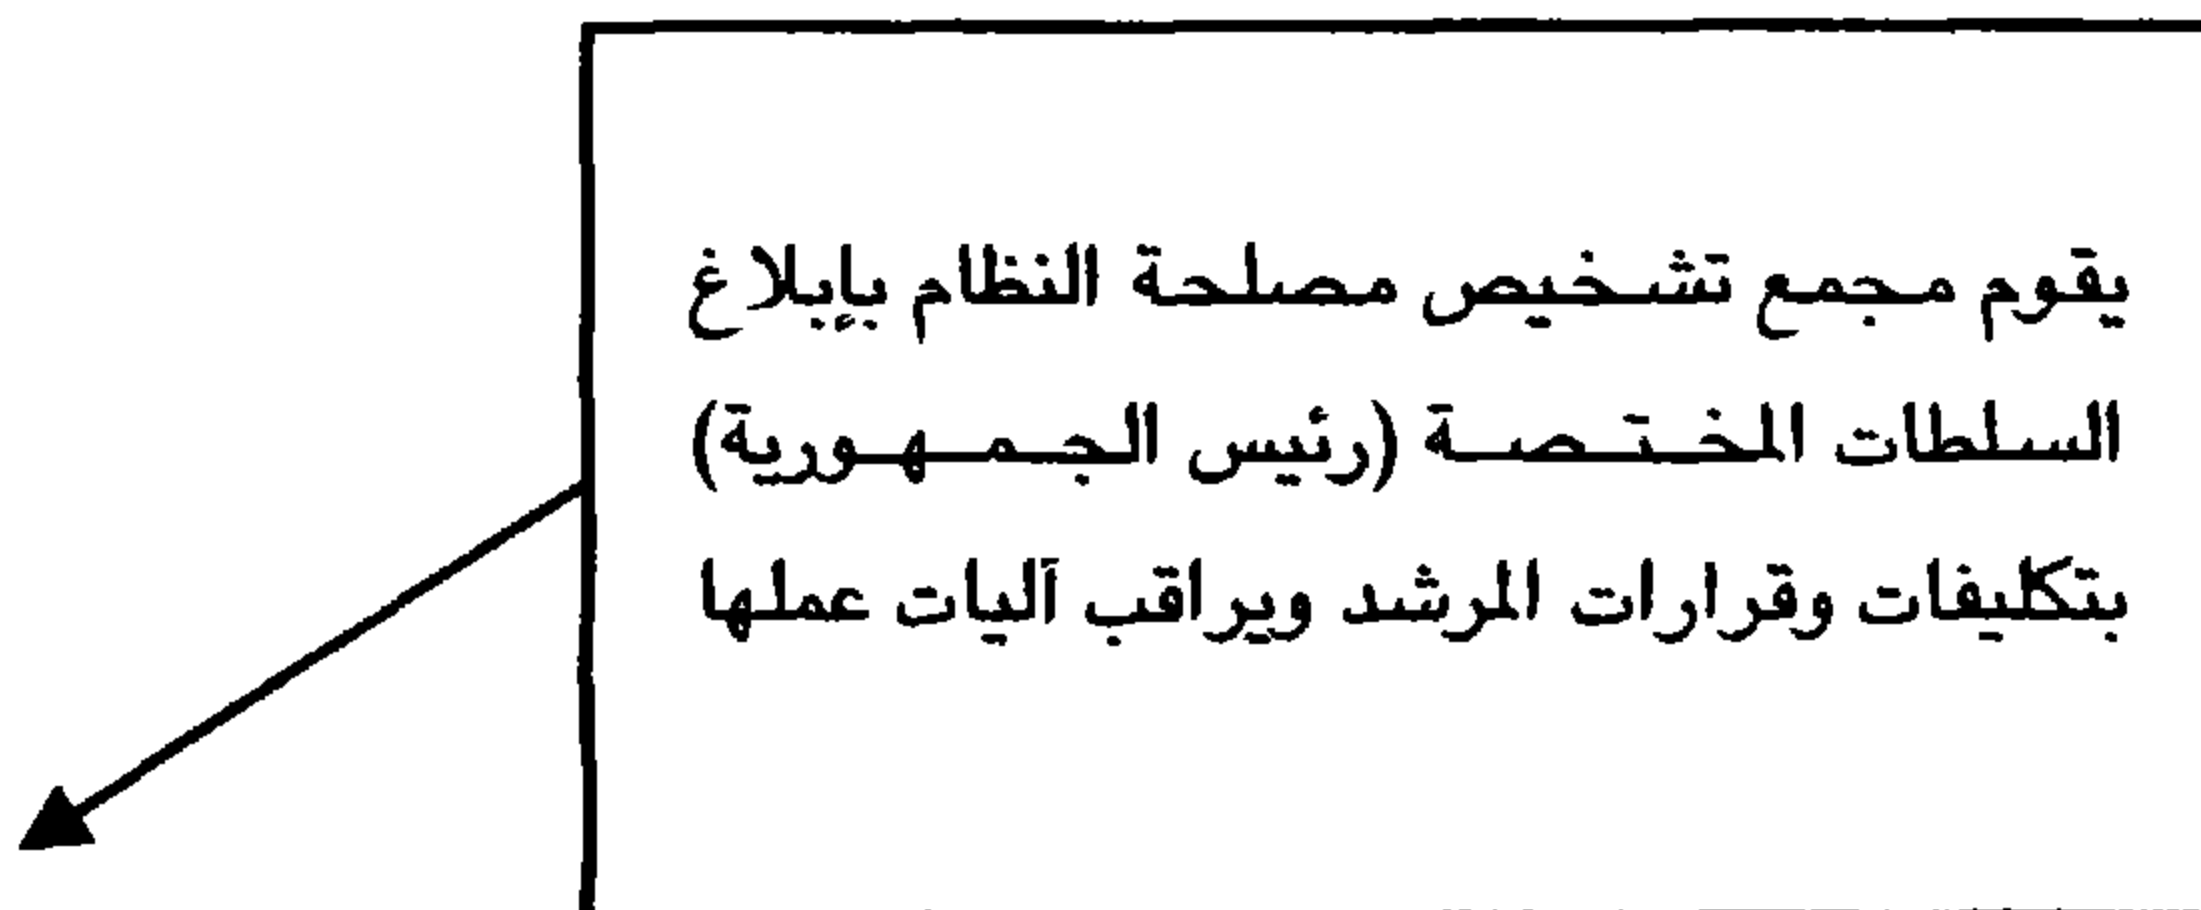 يقوم مجمع تشخيص مصلحة النظام بإبلاغ
السلطات المختصة (رئيس الجمهورية)
بتكليفات وقرارات المرشد ويراقب آليات عملها